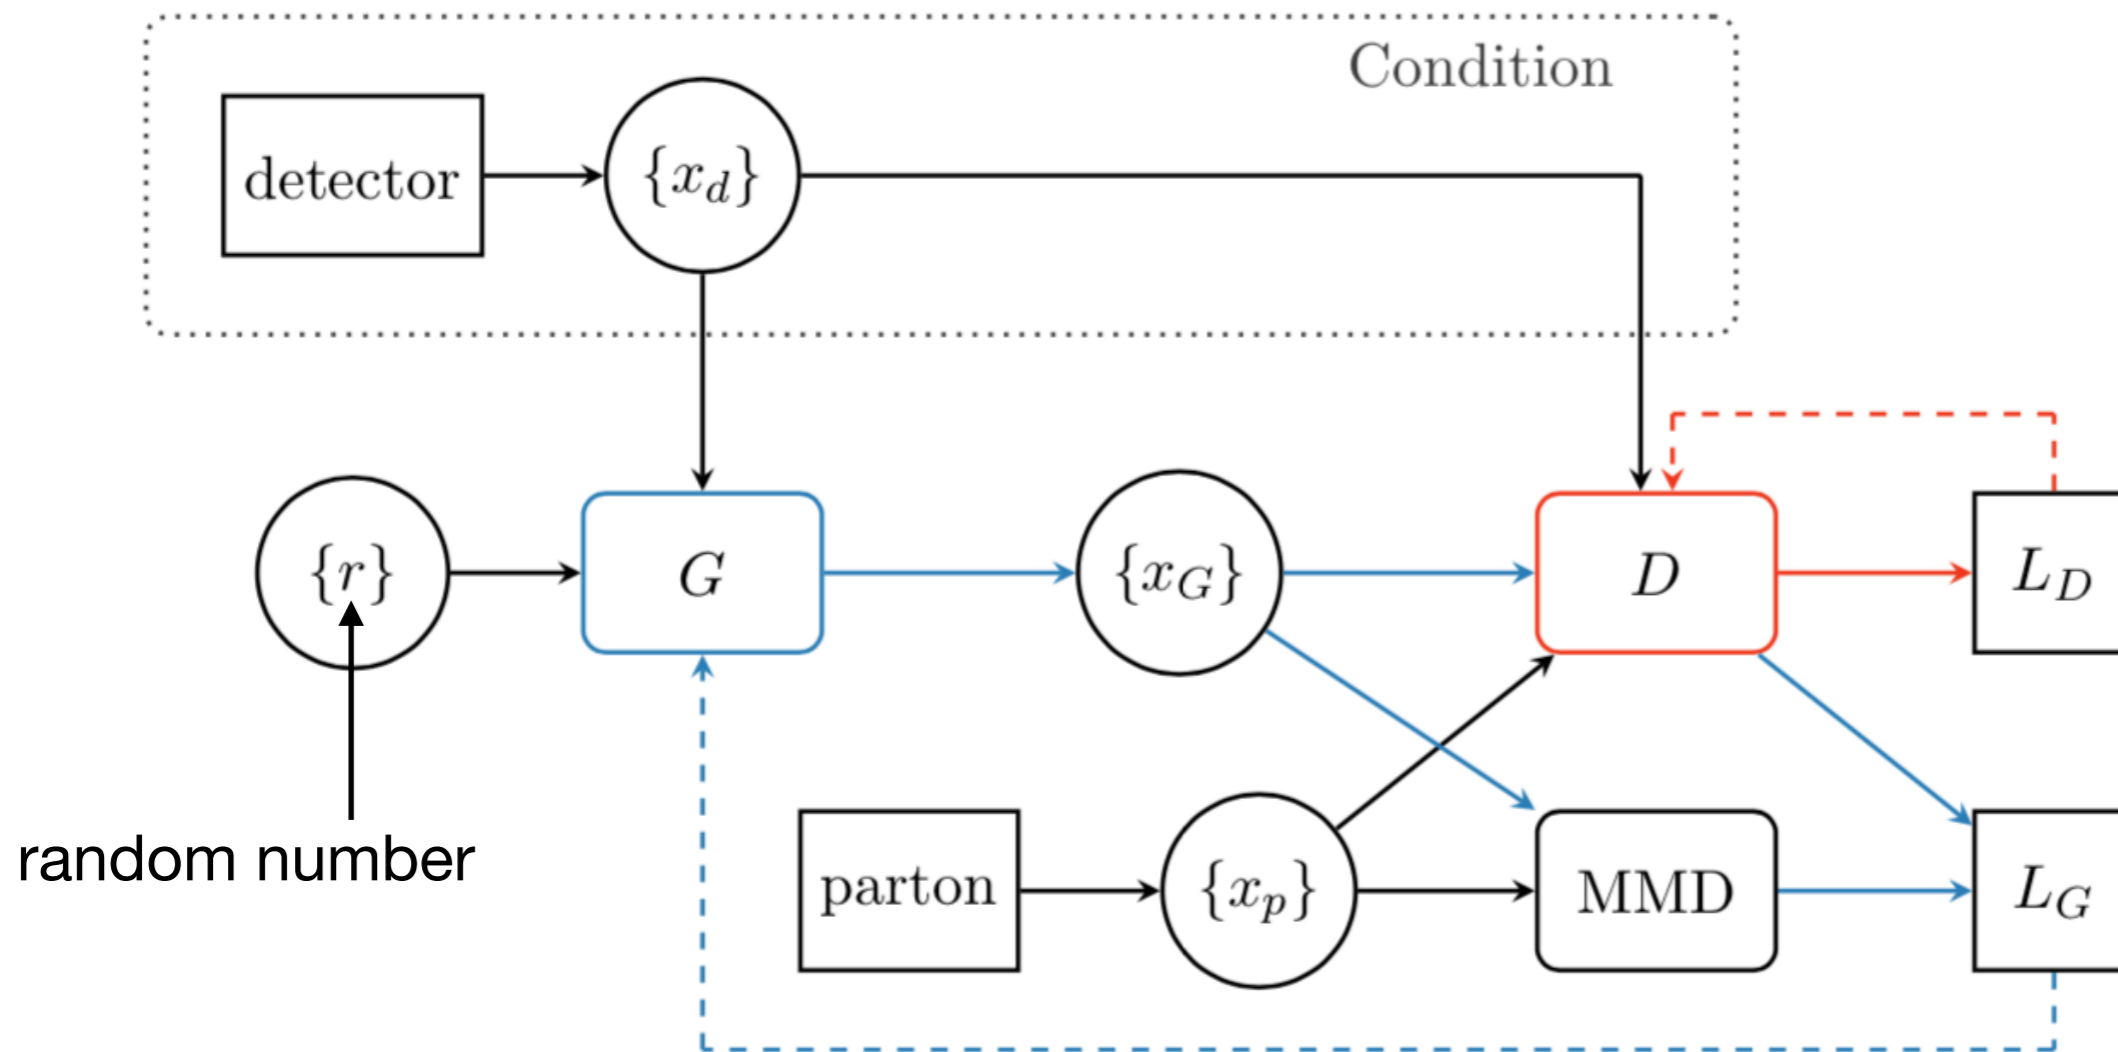 Condition
detector
{x_d}
{r}
G
{x_G}
D
L_D
random number
parton
{x_p}
MMD
L_G